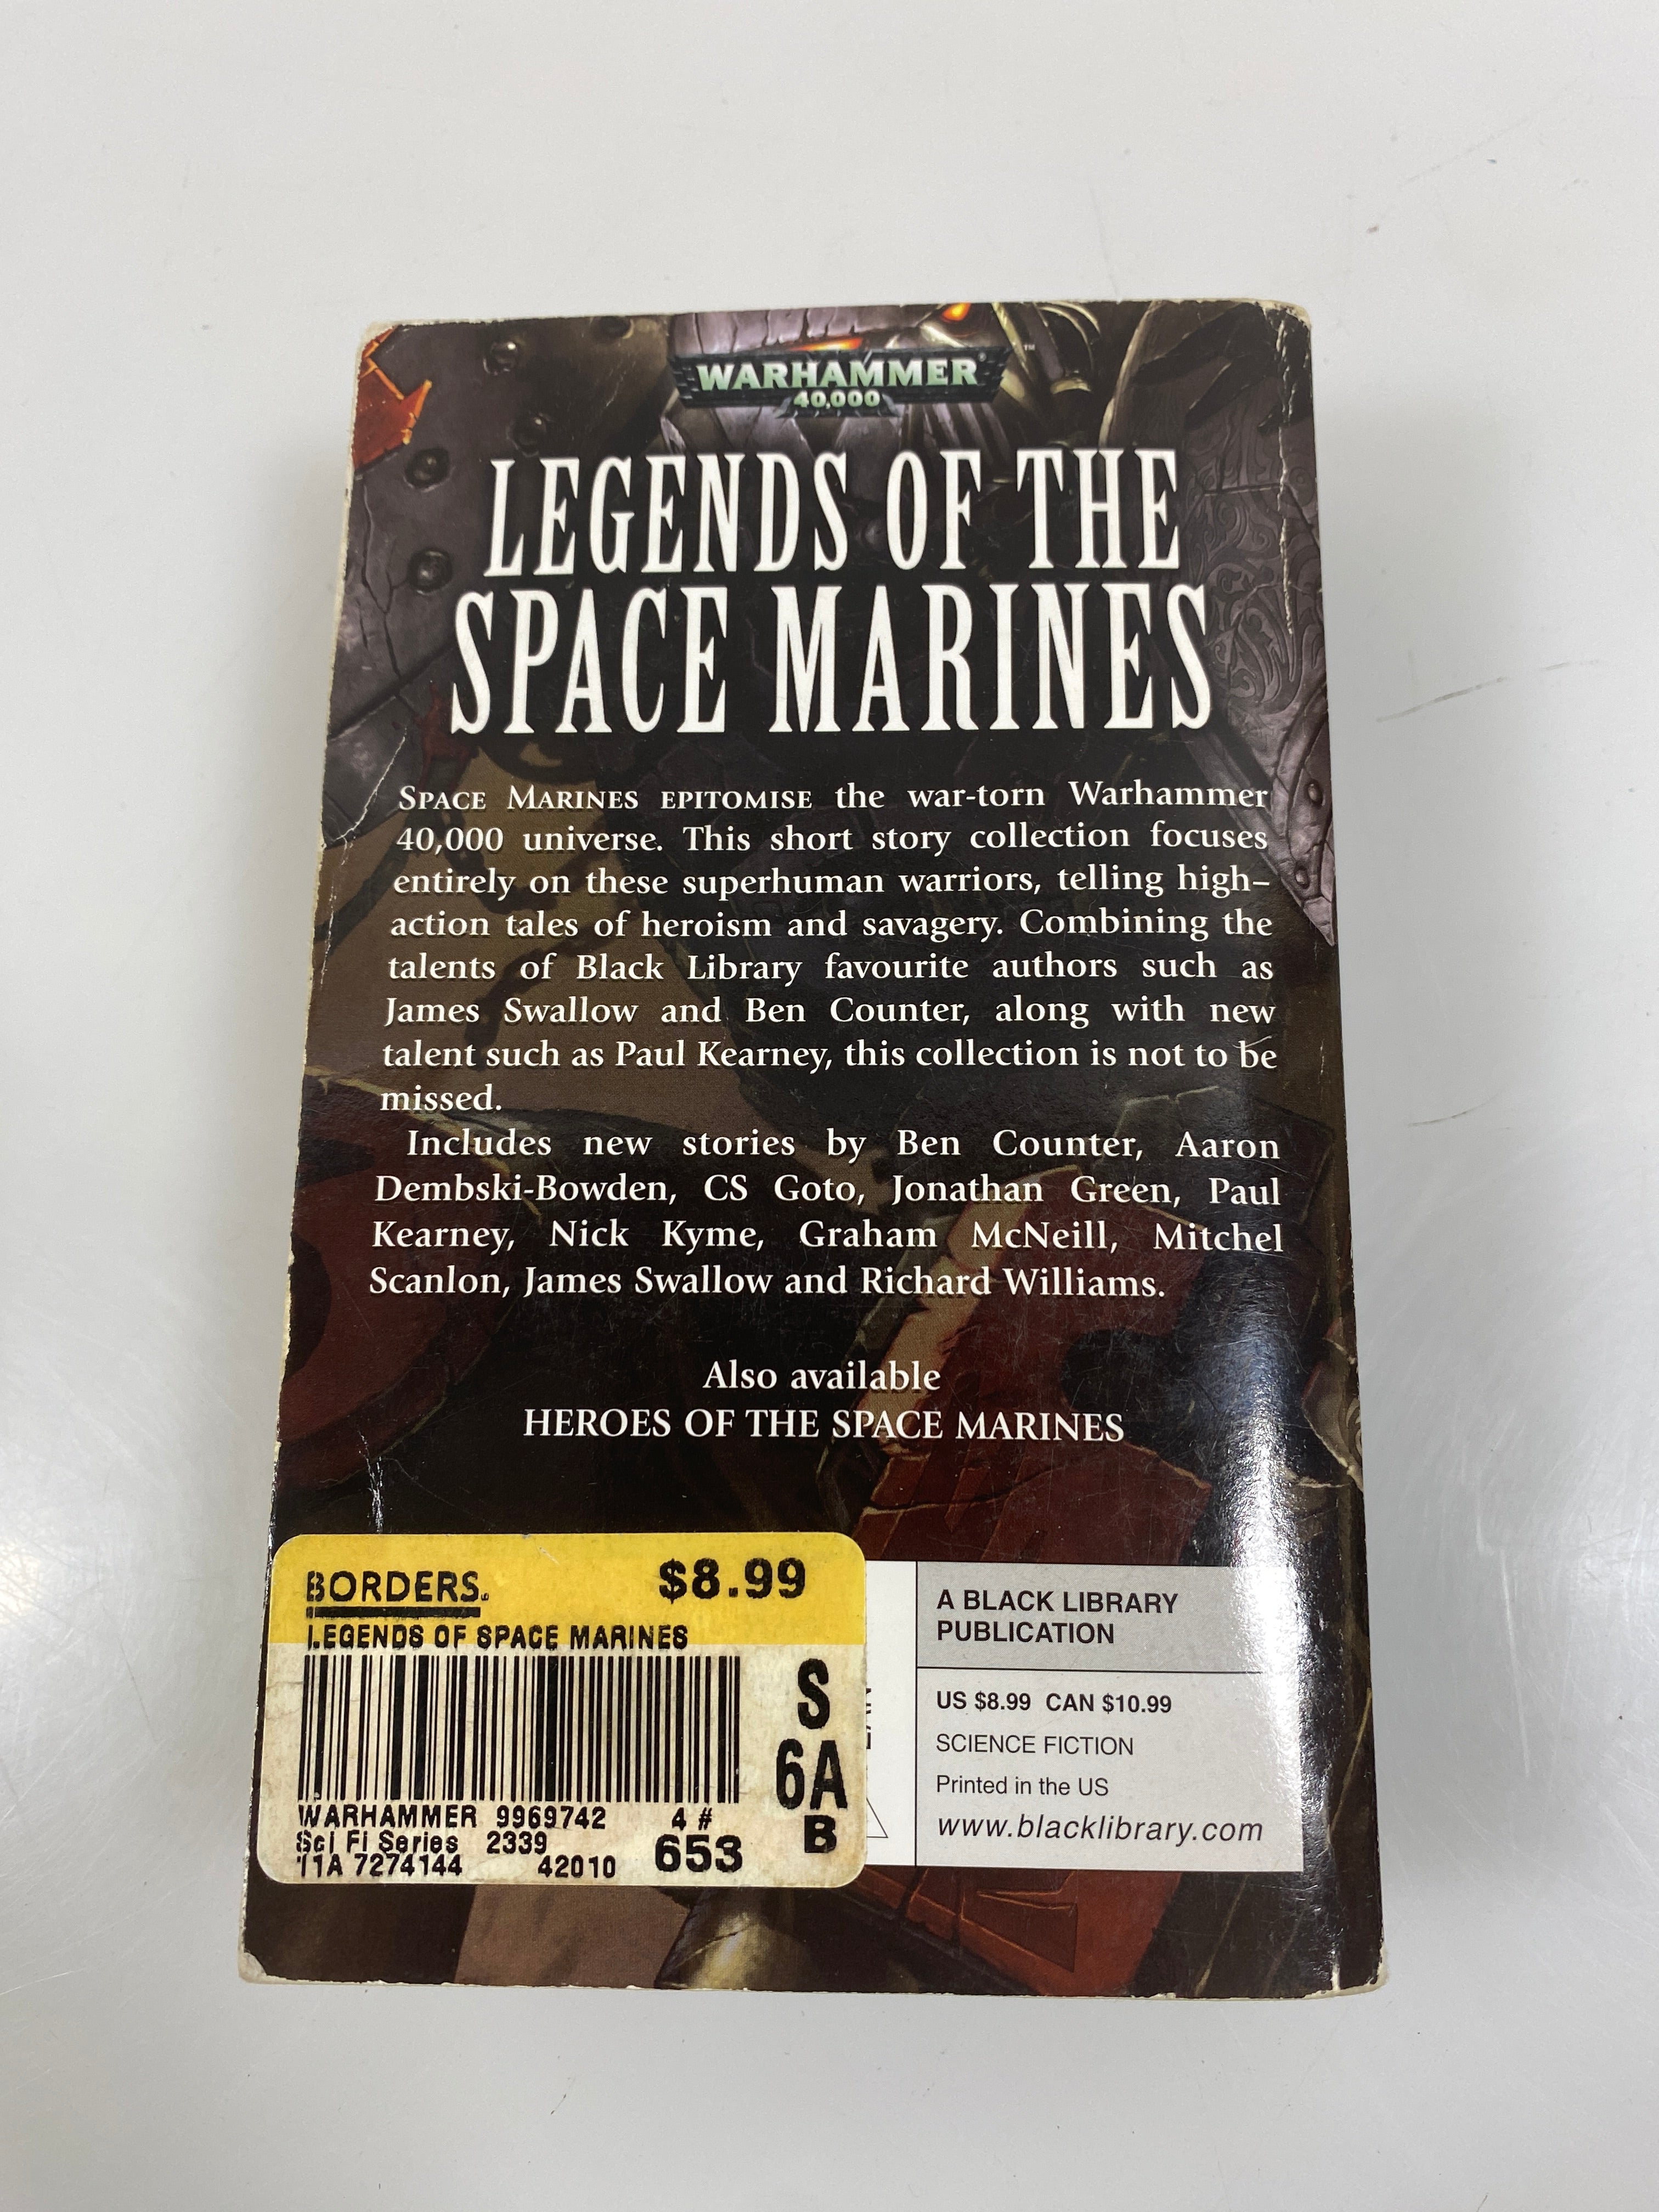 WARHAMMER®
40,000
™
LEGENDS OF THE
SPACE MARINES
SPACE MARINES EPITOMISE the war-torn Warhammer
40,000 universe. This short story collection focuses
entirely on these superhuman warriors, telling high–
action tales of heroism and savagery. Combining the
talents of Black Library favourite authors such as
James Swallow and Ben Counter, along with new
talent such as Paul Kearney, this collection is not to be
missed.
Includes new stories by Ben Counter, Aaron
Dembski-Bowden, CS Goto, Jonathan Green, Paul
Kearney, Nick Kyme, Graham McNeill, Mitchel
Scanlon, James Swallow and Richard Williams.
Also available
HEROES OF THE SPACE MARINES
BORDERS. $8.99
LEGENDS OF SPACE MARINES
S
6A
B
WARHAMMER 9969742 4 #
Sci Fi Series 2339 653
11A 7274144 42010
A BLACK LIBRARY
PUBLICATION
US $8.99 CAN $10.99
SCIENCE FICTION
Printed in the US
www.blacklibrary.com